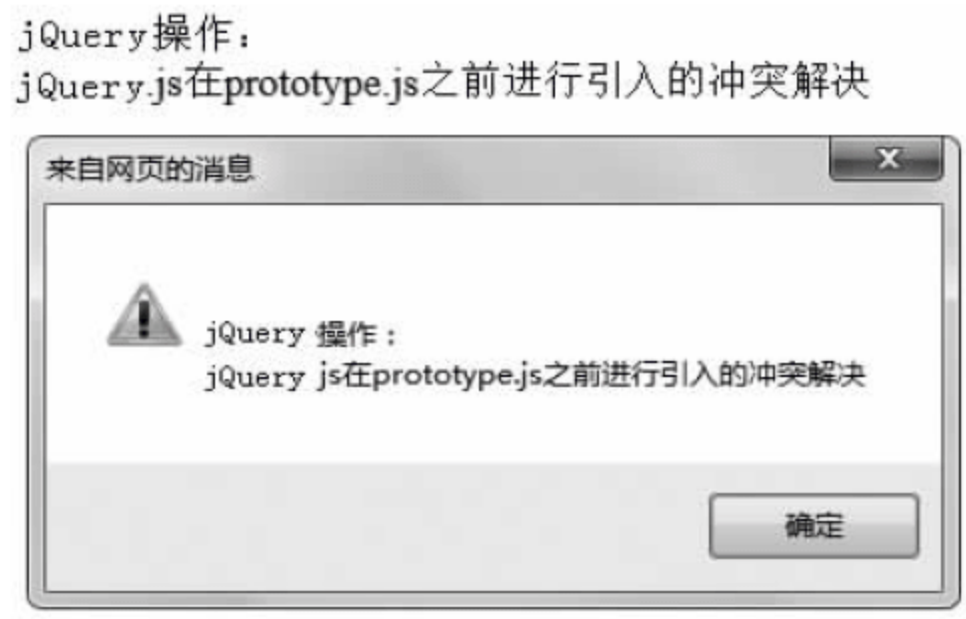 jQuery操作：
jQuery.js在prototype.js之前进行引入的冲突解决
来自网页的消息
jQuery 操作：
jQuery js在prototype.js之前进行引入的冲突解决
确定